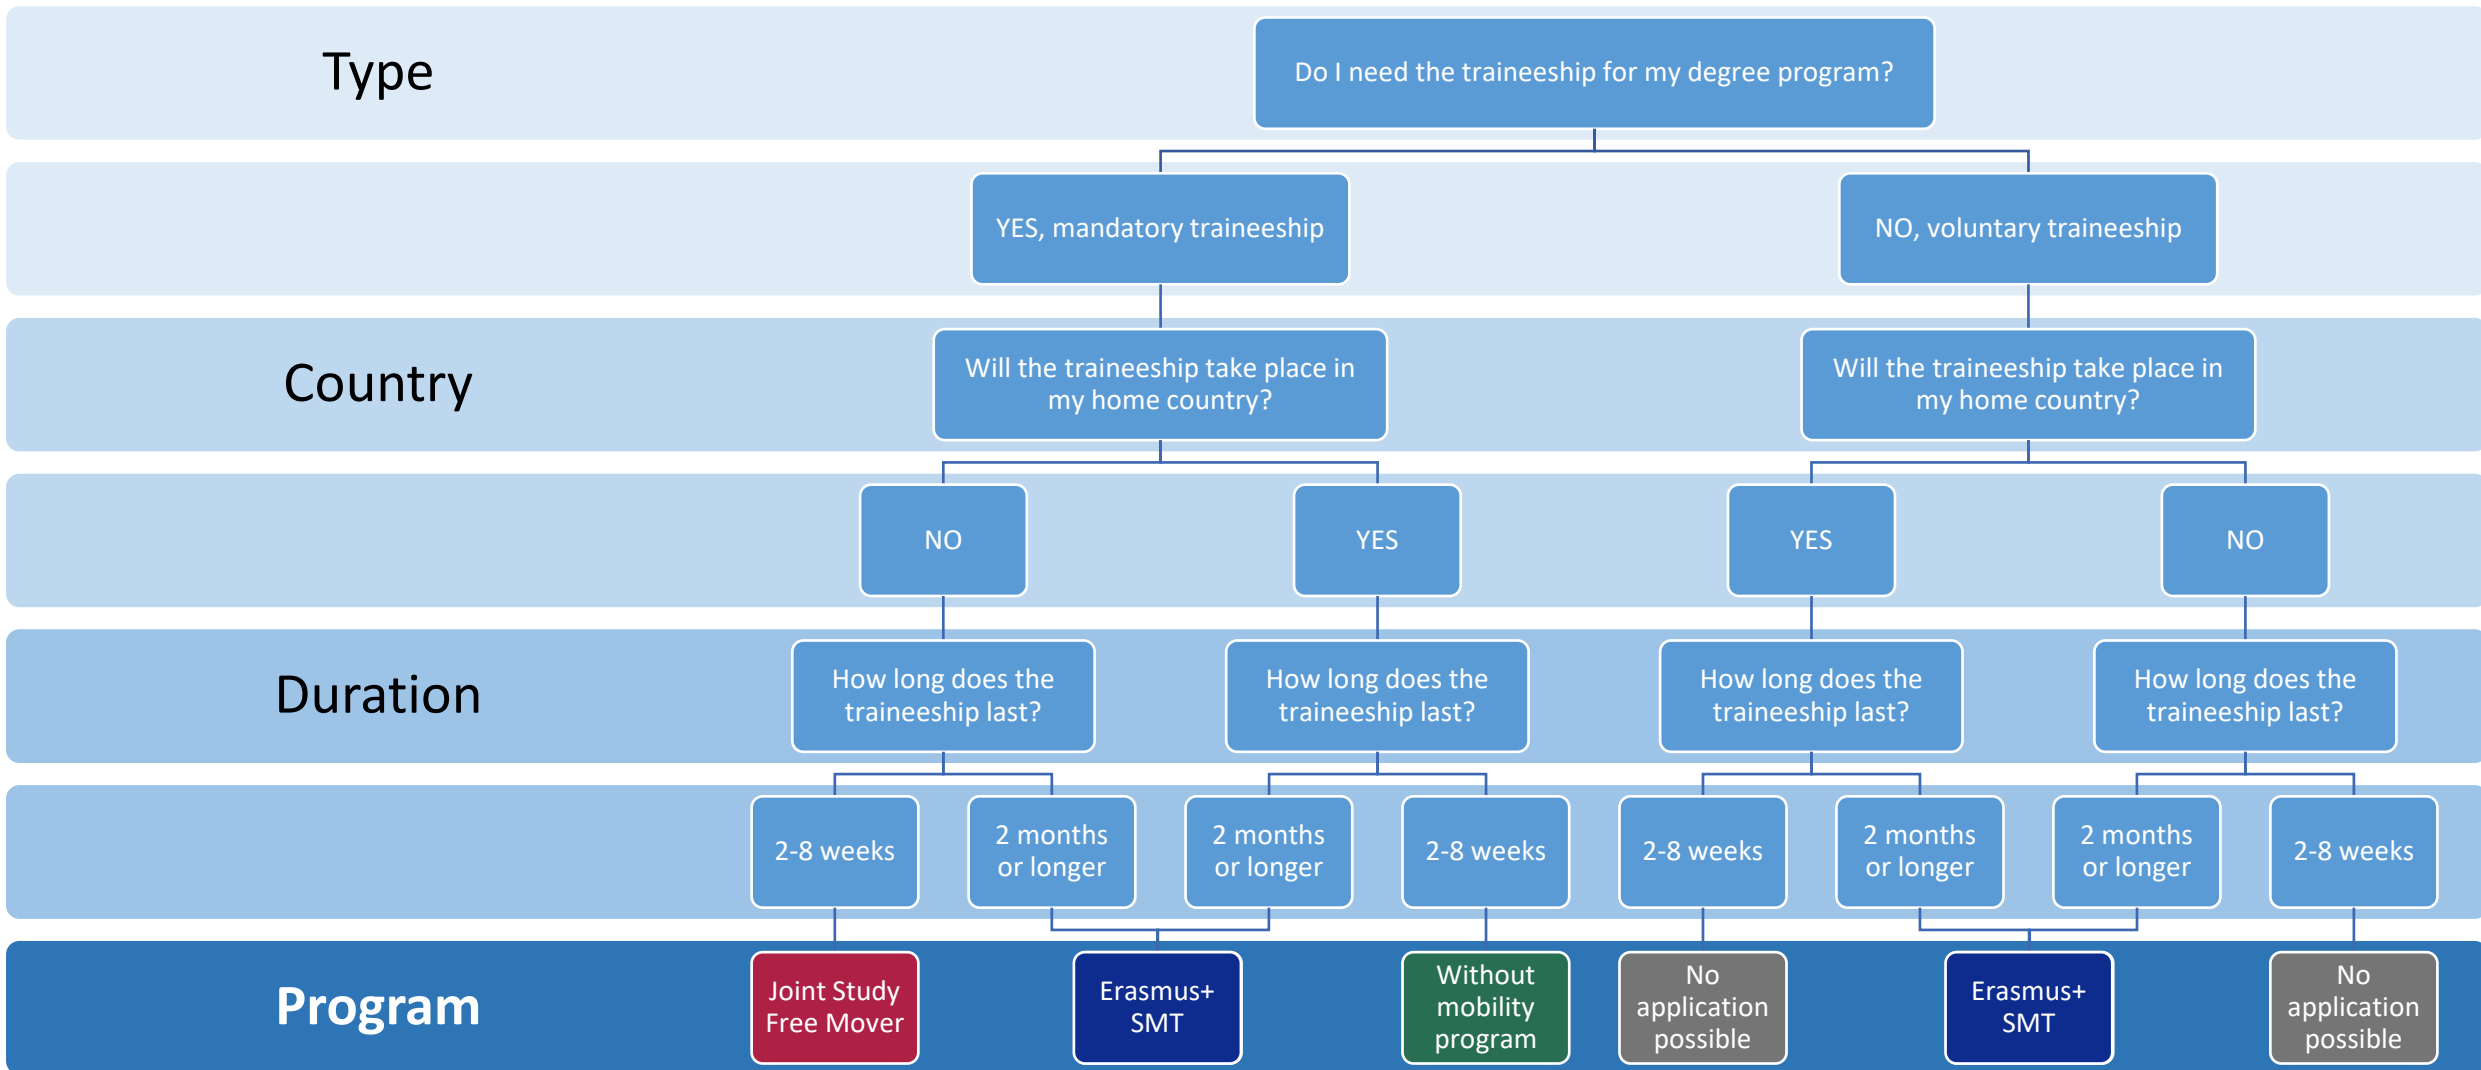 Type
Do I need the traineeship for my degree program?
YES, mandatory traineeship
NO, voluntary traineeship
Country
Will the traineeship take place in
my home country?
Will the traineeship take place in
my home country?
NO
YES
YES
NO
Duration
How long does the
traineeship last?
How long does the
traineeship last?
How long does the
traineeship last?
How long does the
traineeship last?
2-8 weeks
2 months
or longer
2 months
or longer
2-8 weeks
2-8 weeks
2 months
or longer
2 months
or longer
2-8 weeks
Program
Joint Study
Free Mover
Erasmus+
SMT
Without
mobility
program
No
application
possible
Erasmus+
SMT
No
application
possible